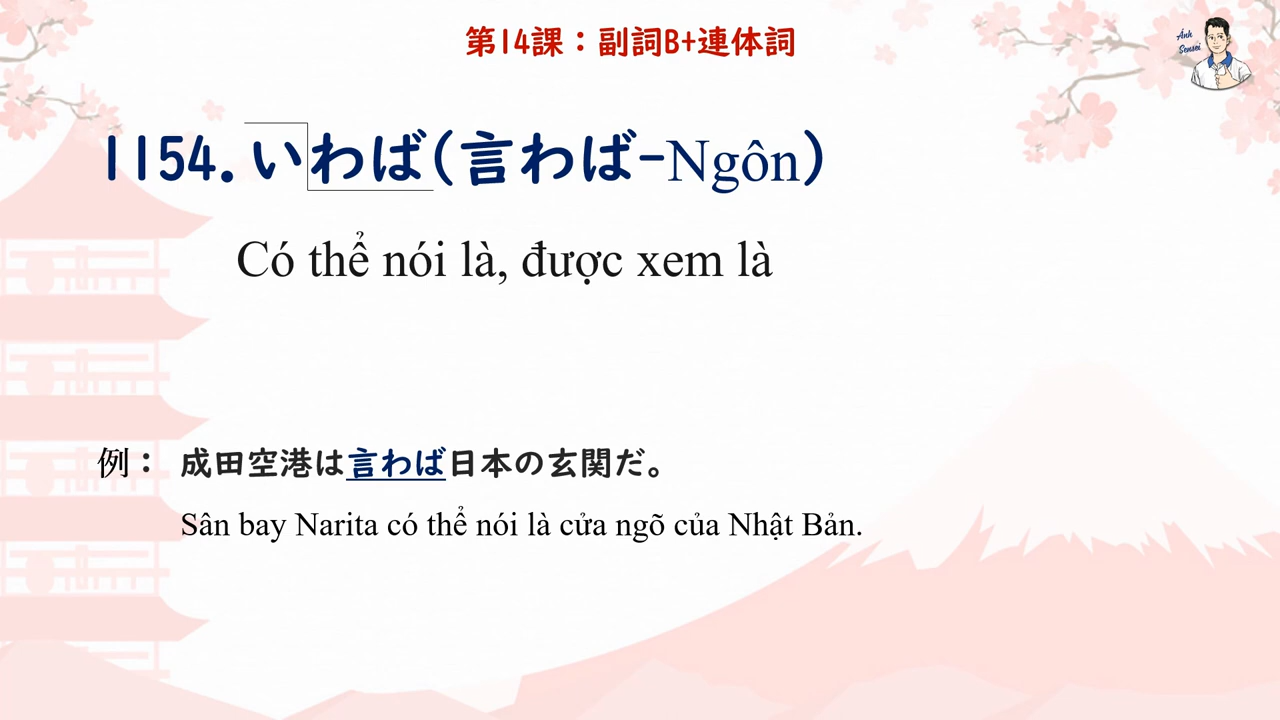 第14課：副詞B+連体詞
Anh
Sensei
1154. いわば(言わば-Ngôn)
Có thể nói là, được xem là
例： 成田空港は言わば日本の玄関だ。
Sân bay Narita có thể nói là cửa ngõ của Nhật Bản.